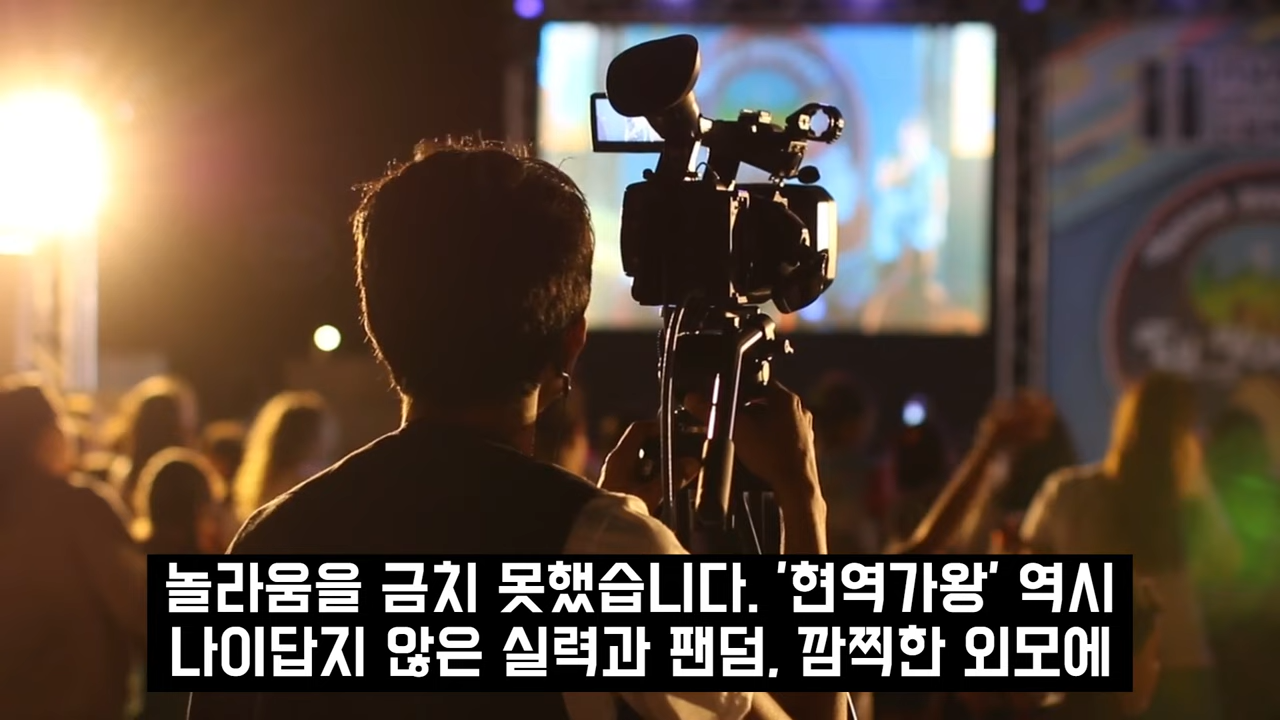 놀라움을 금치 못했습니다. '현역가왕' 역시
나이답지 않은 실력과 팬덤, 깜찍한 외모에